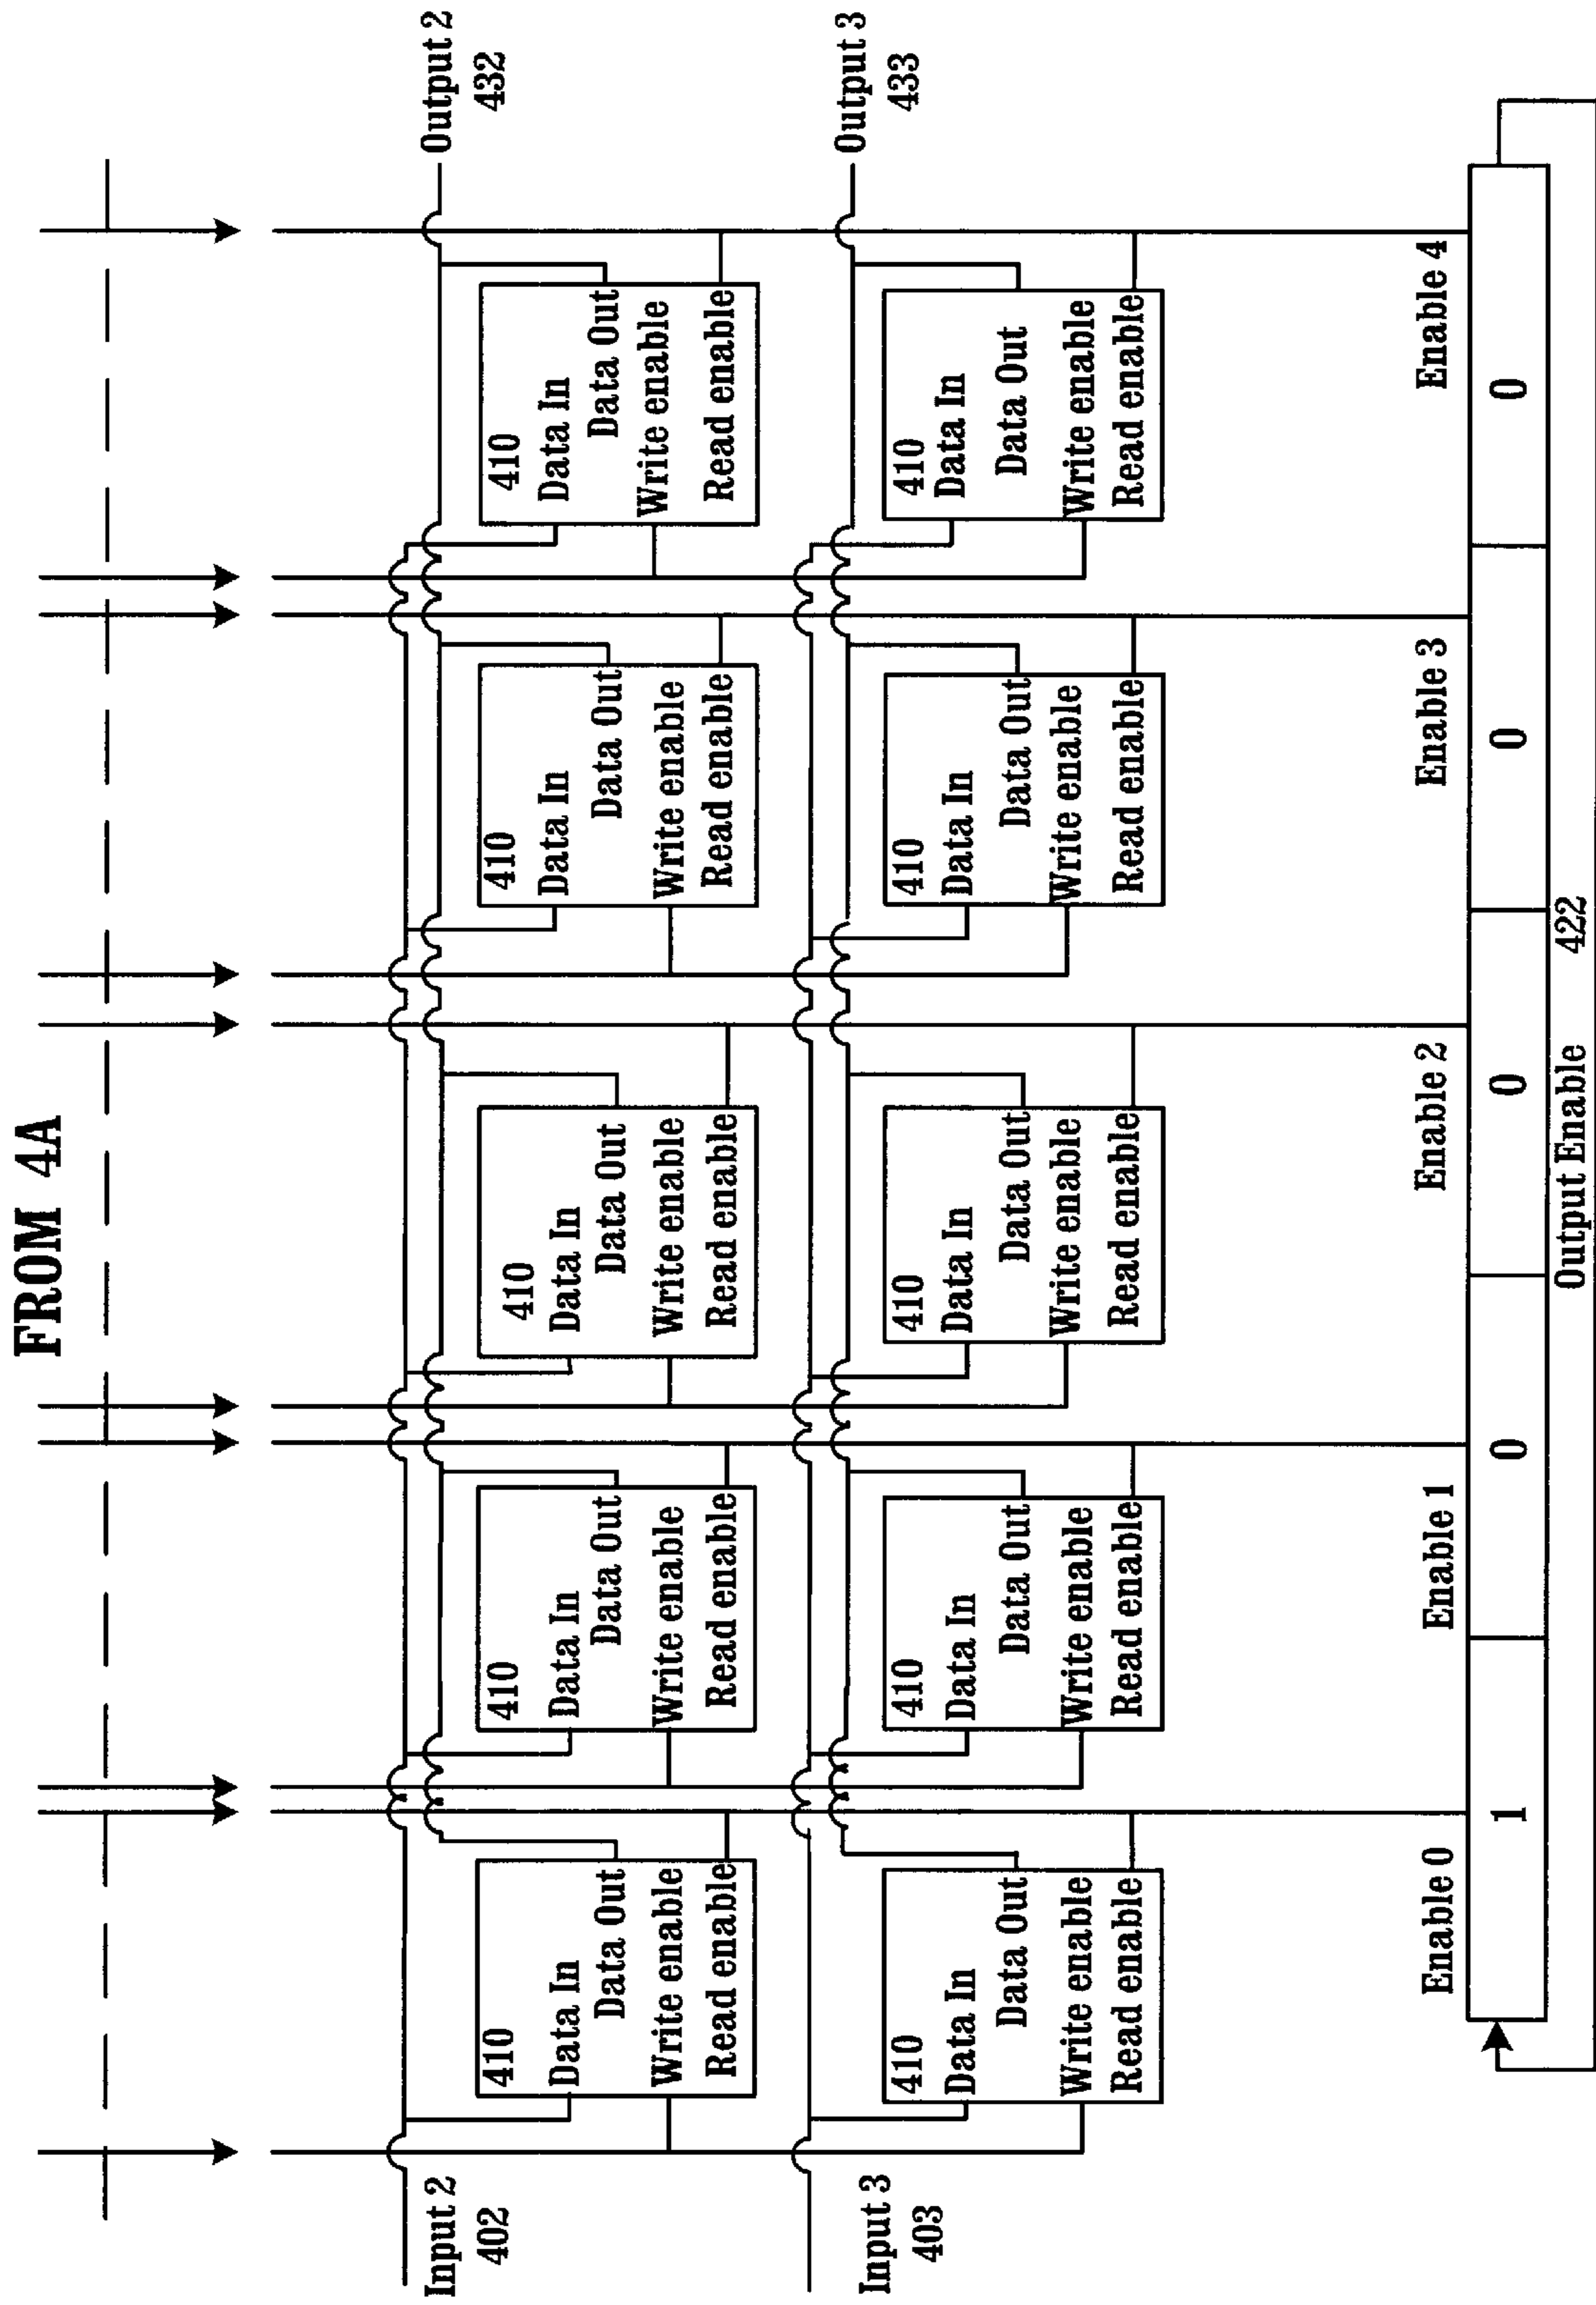 FROM 4A
Input 2
402
Output 2
432
410
Data In
Data Out
Write enable
Read enable
410
Data In
Data Out
Write enable
Read enable
410
Data In
Data Out
Write enable
Read enable
410
Data In
Data Out
Write enable
Read enable
410
Data In
Data Out
Write enable
Read enable
Input 3
403
Output 3
433
410
Data In
Data Out
Write enable
Read enable
410
Data In
Data Out
Write enable
Read enable
410
Data In
Data Out
Write enable
Read enable
410
Data In
Data Out
Write enable
Read enable
410
Data In
Data Out
Write enable
Read enable
Enable 0
Enable 1
Enable 2
Enable 3
Enable 4
1
0
0
0
0
Output Enable 422